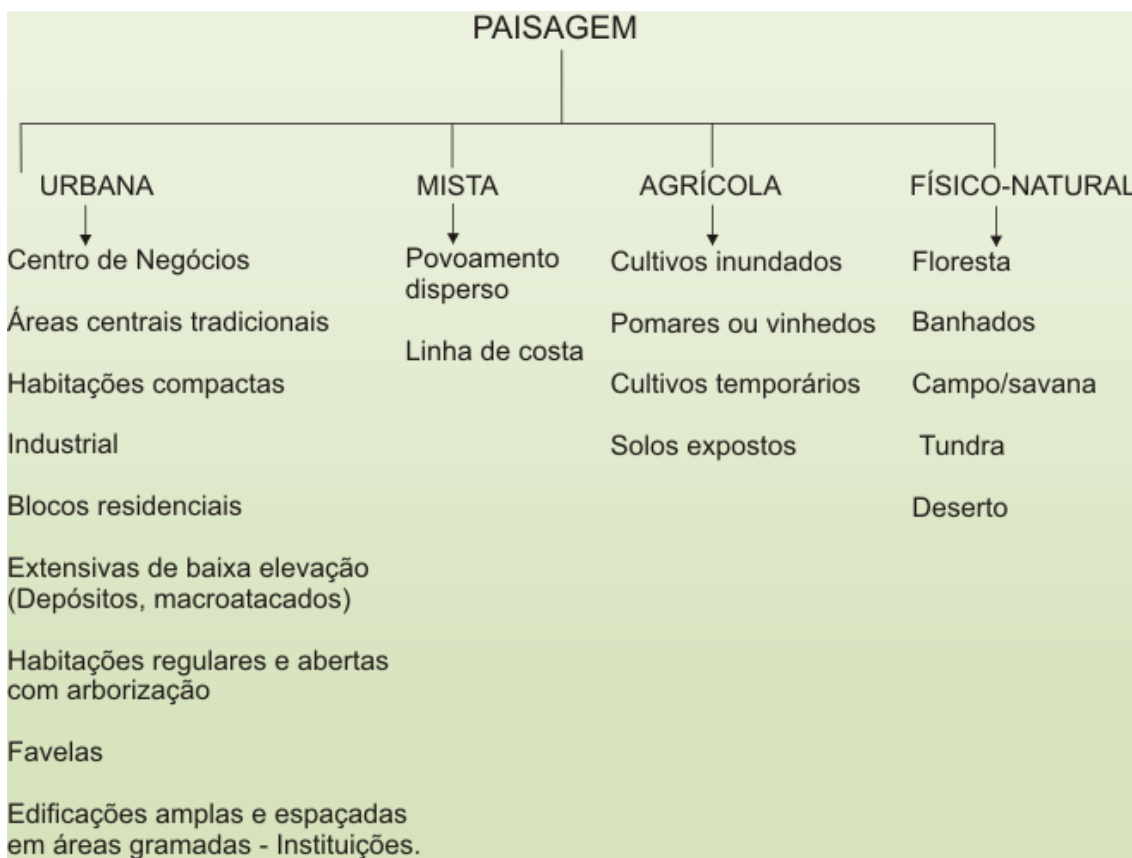 PAISAGEM
URBANA
Centro de Negócios
Áreas centrais tradicionais
Habitações compactas
Industrial
Blocos residenciais
Extensivas de baixa elevação
(Depósitos, macroatacados)
Habitações regulares e abertas
com arborização
Favelas
Edificações amplas e espaçadas
em áreas gramadas - Instituições.
MISTA
Povoamento
disperso
Linha de costa
AGRÍCOLA
Cultivos inundados
Pomares ou vinhedos
Cultivos temporários
Solos expostos
FÍSICO-NATURAL
Floresta
Banhados
Campo/savana
Tundra
Deserto